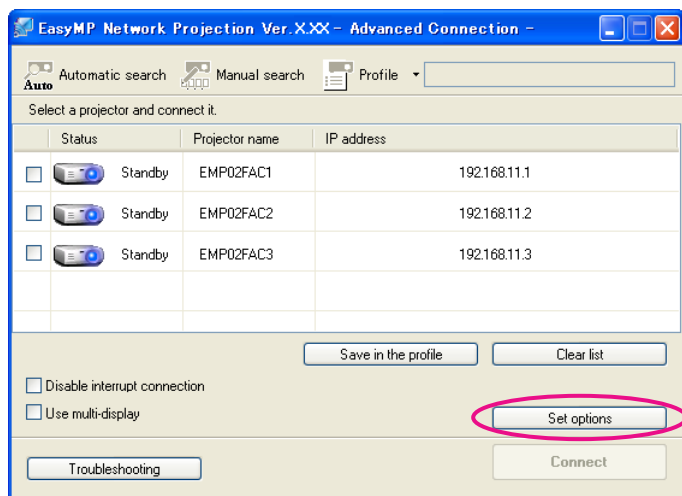 EasyMP Network Projection Ver.X.XX - Advanced Connection -
Auto Automatic search Manual search Profile
Select a projector and connect it.
Status Projector name IP address
Standby EMP02FAC1 192.168.11.1
Standby EMP02FAC2 192.168.11.2
Standby EMP02FAC3 192.168.11.3
Save in the profile Clear list
Disable interrupt connection
Use multi-display
Set options
Troubleshooting Connect